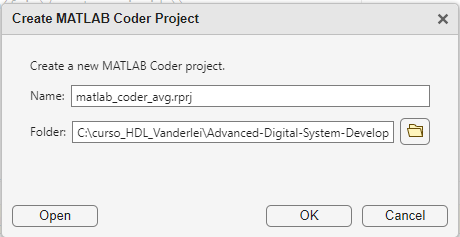 Create MATLAB Coder Project
Create a new MATLAB Coder project.
Name: matlab_coder_avg.rprj
Folder: C:\curso_HDL_Vanderlei\Advanced-Digital-System-Develop
Open OK Cancel